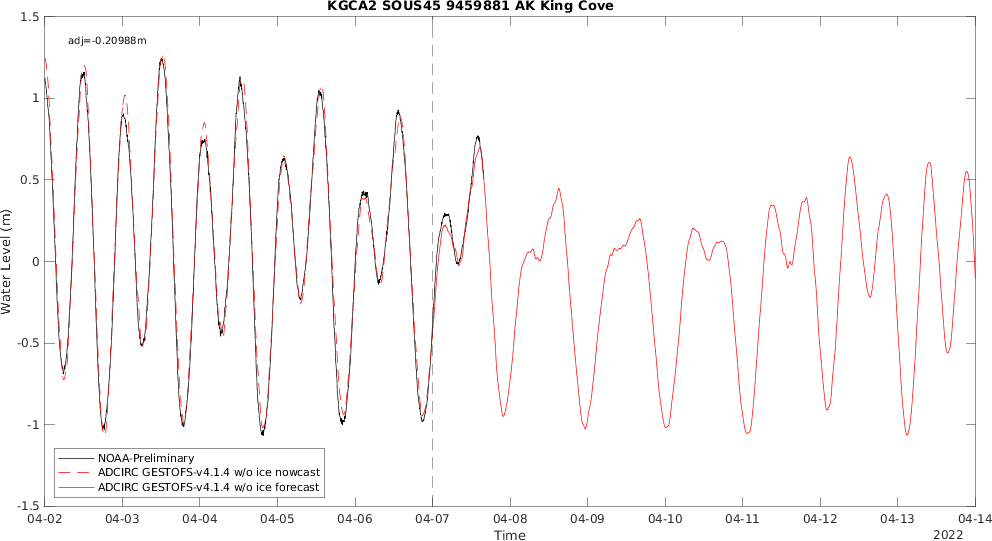 KGCA2 SOUS45 9459881 AK King Cove
1.5
adj=-0.20988m
1
0.5
0
-0.5
-1
-1.5
Water Level (m)
NOAA-Preliminary
ADCIRC GESTOFS-v4.1.4 w/o ice nowcast
ADCIRC GESTOFS-v4.1.4 w/o ice forecast
04-02 04-03 04-04 04-05 04-06 04-07 04-08 04-09 04-10 04-11 04-12 04-13 04-14
Time
2022